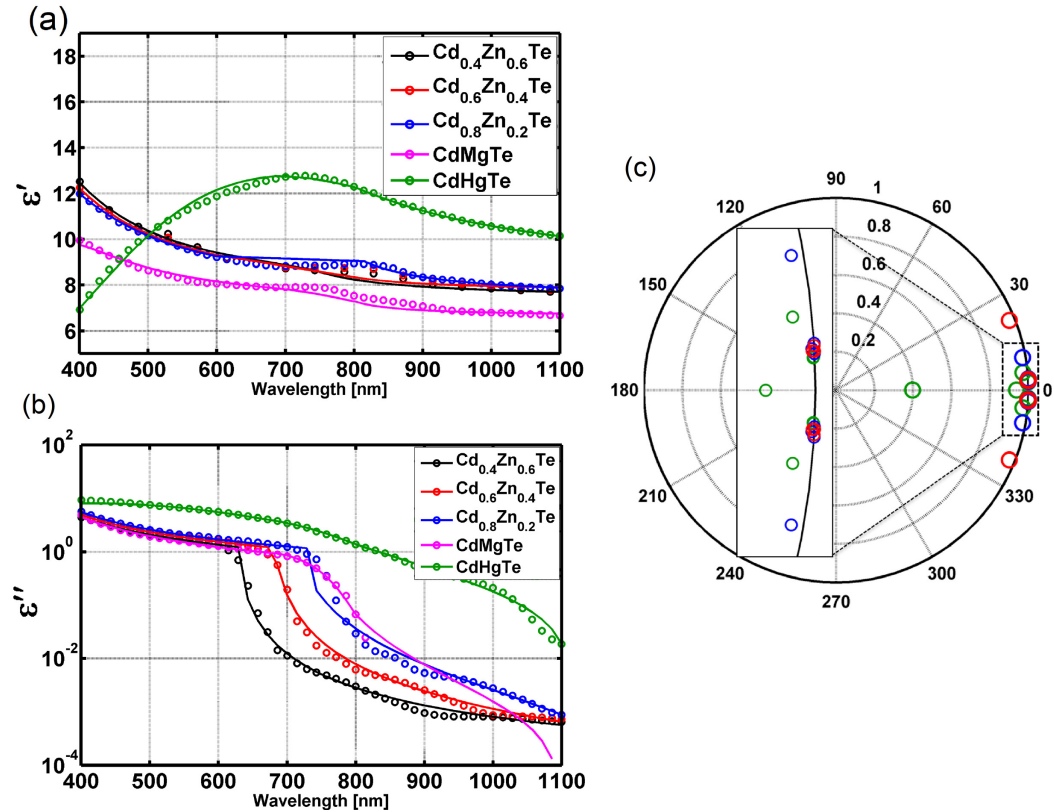 (a)
18
16
14
12
10
8
6
ε′
400 500 600 700 800 900 1000 1100
Wavelength [nm]
Cd0.4Zn0.6Te
Cd0.6Zn0.4Te
Cd0.8Zn0.2Te
CdMgTe
CdHgTe
(b)
10^2
10^0
10^-2
10^-4
ε″
400 500 600 700 800 900 1000 1100
Wavelength [nm]
Cd0.4Zn0.6Te
Cd0.6Zn0.4Te
Cd0.8Zn0.2Te
CdMgTe
CdHgTe
(c)
90
120 1 60
0.8
0.6
150 0.4 30
0.2
180 0
210 330
240 300
270